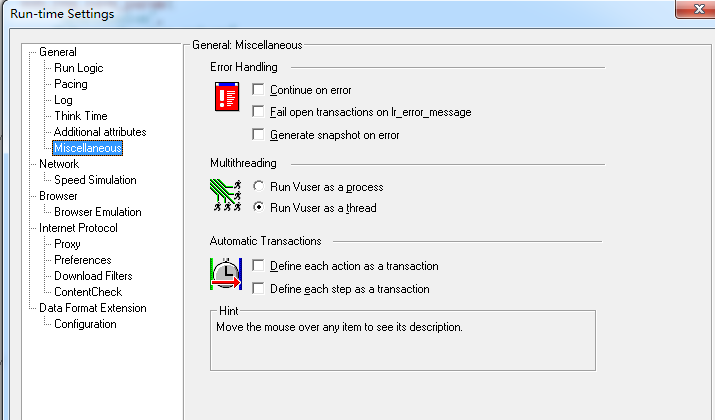 Run-time Settings
General
Run Logic
Pacing
Log
Think Time
Additional attributes
Miscellaneous
Network
Speed Simulation
Browser
Browser Emulation
Internet Protocol
Proxy
Preferences
Download Filters
ContentCheck
Data Format Extension
Configuration
General: Miscellaneous
Error Handling
Continue on error
Fail open transactions on lr_error_message
Generate snapshot on error
Multithreading
Run Vuser as a process
Run Vuser as a thread
Automatic Transactions
Define each action as a transaction
Define each step as a transaction
Hint
Move the mouse over any item to see its description.